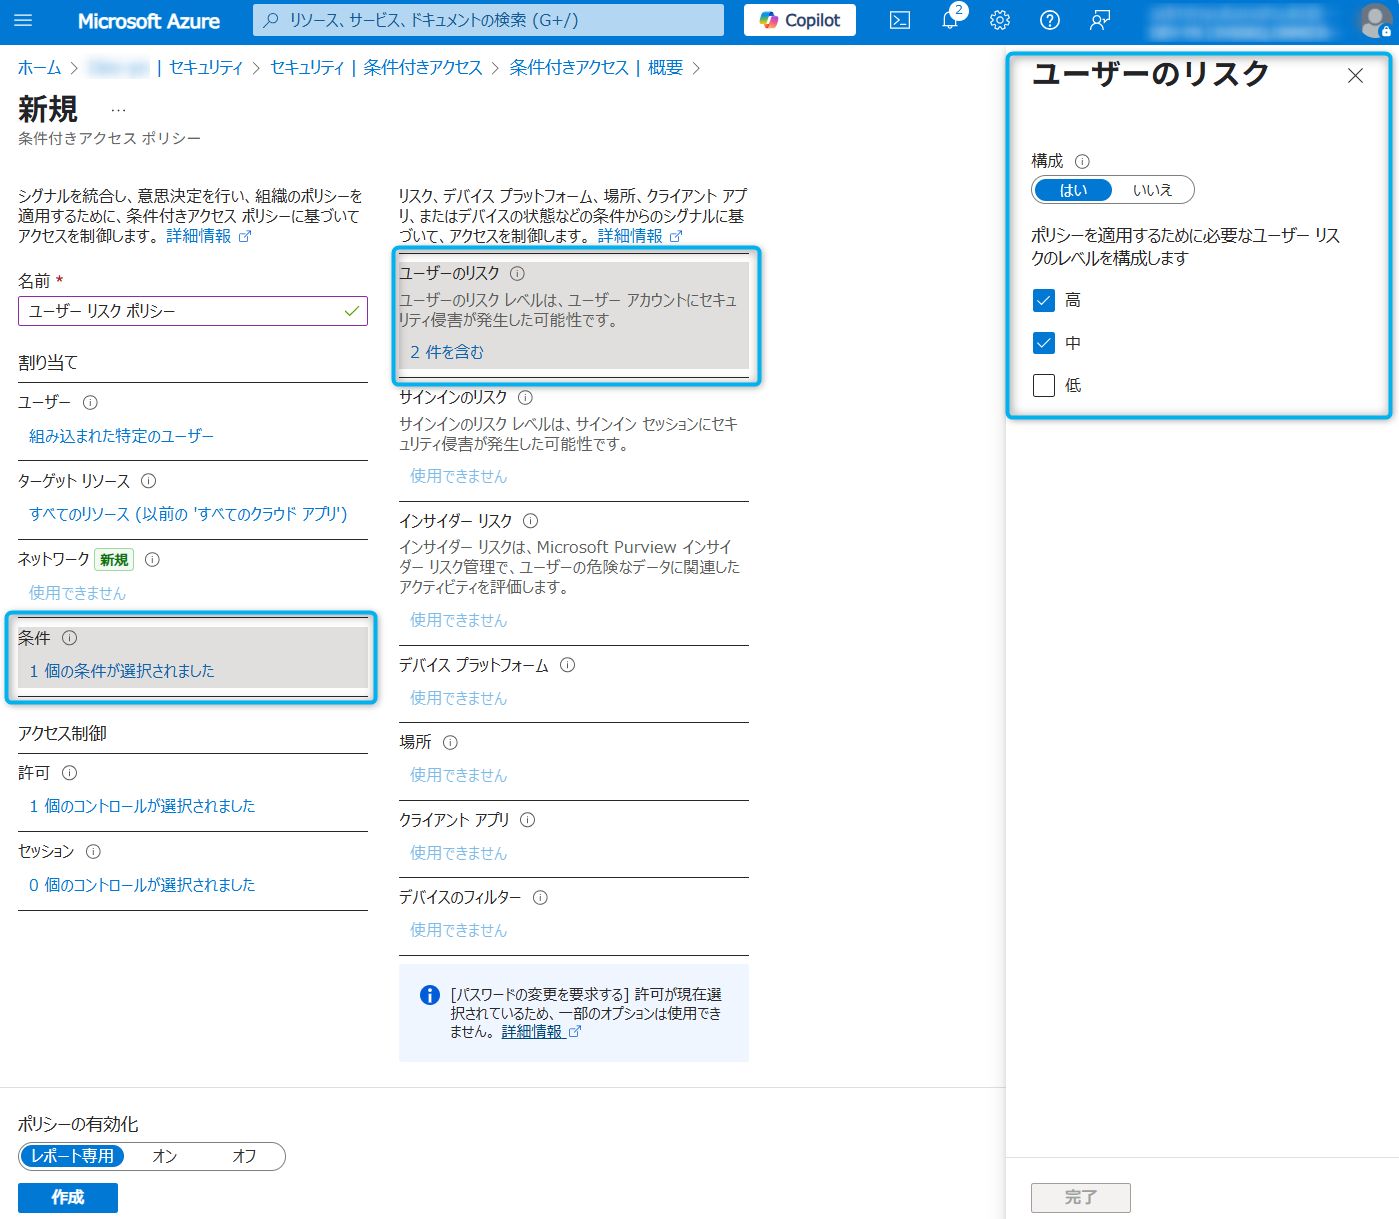 Microsoft Azure
リソース、サービス、ドキュメントの検索 (G+/)
Copilot
2
ホーム > | セキュリティ > セキュリティ | 条件付きアクセス > 条件付きアクセス | 概要 >
新規 ...
条件付きアクセス ポリシー
シグナルを統合し、意思決定を行い、組織のポリシーを
適用するために、条件付きアクセス ポリシーに基づいて
アクセスを制御します。 詳細情報
名前 *
ユーザー リスク ポリシー
割り当て
ユーザー
組み込まれた特定のユーザー
ターゲット リソース
すべてのリソース (以前の 'すべてのクラウド アプリ')
ネットワーク 新規
使用できません
条件
1 個の条件が選択されました
アクセス制御
許可
1 個のコントロールが選択されました
セッション
0 個のコントロールが選択されました
リスク、デバイス プラットフォーム、場所、クライアント アプ
リ、またはデバイスの状態などの条件からのシグナルに基
づいて、アクセスを制御します。 詳細情報
ユーザーのリスク
ユーザーのリスク レベルは、ユーザー アカウントにセキュ
リティ侵害が発生した可能性です。
2 件を含む
サインインのリスク
サインインのリスク レベルは、サインイン セッションにセキ
ュリティ侵害が発生した可能性です。
使用できません
インサイダー リスク
インサイダー リスクは、Microsoft Purview インサイ
ダー リスク管理で、ユーザーの危険なデータに関連した
アクティビティを評価します。
使用できません
デバイス プラットフォーム
使用できません
場所
使用できません
クライアント アプリ
使用できません
デバイスのフィルター
使用できません
[パスワードの変更を要求する] 許可が現在選
択されているため、一部のオプションは使用でき
ません。 詳細情報
ポリシーの有効化
レポート専用 オン オフ
作成
ユーザーのリスク
構成
はい いいえ
ポリシーを適用するために必要なユーザー リス
クのレベルを構成します
高
中
低
完了